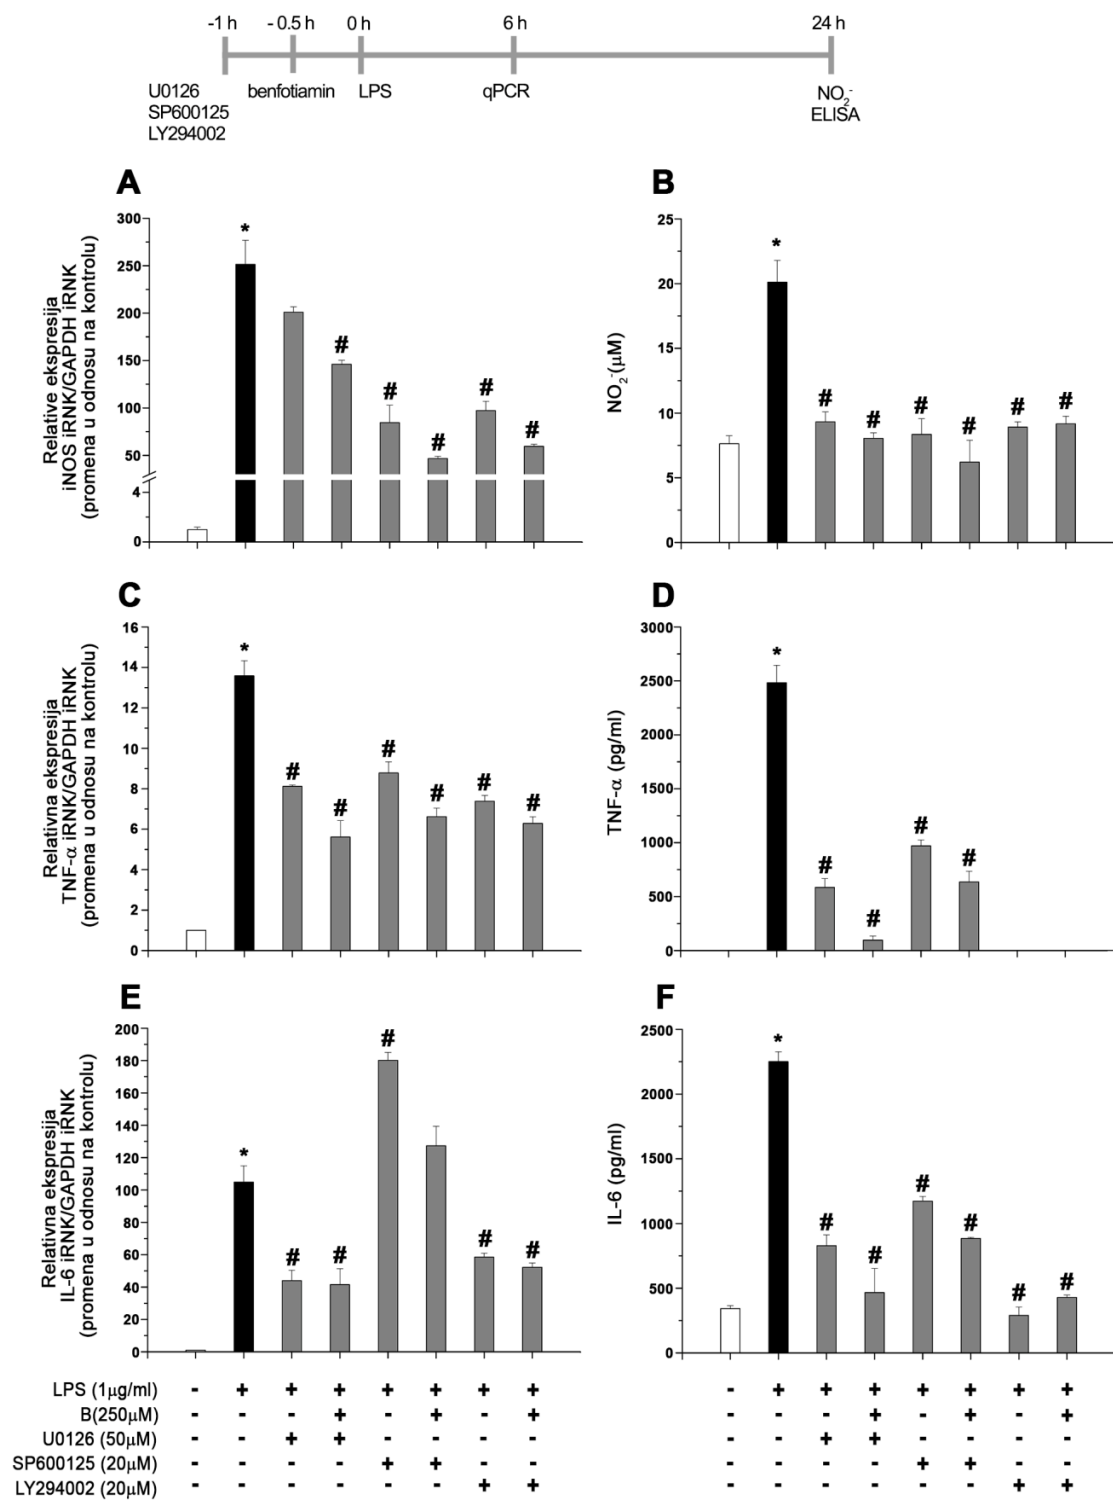 -1 h
- 0.5 h
0 h
6 h
24 h
U0126
SP600125
LY294002
benfotiamin
LPS
qPCR
NO₂⁻
ELISA
A
Relative ekspresija
iNOS iRNK/GAPDH iRNK
(promena u odnosu na kontrolu)
300
250
200
150
100
50
4
0
*
#
#
#
#
#
B
NO₂⁻(µM)
25
20
15
10
5
0
*
#
#
#
#
#
#
C
Relativna ekspresija
TNF-α iRNK/GAPDH iRNK
(promena u odnosu na kontrolu)
16
14
12
10
8
6
4
2
0
*
#
#
#
#
#
#
D
TNF-α (pg/ml)
3000
2500
2000
1500
1000
500
0
*
#
#
#
#
E
Relativna ekspresija
IL-6 iRNK/GAPDH iRNK
(promena u odnosu na kontrolu)
200
180
160
140
120
100
80
60
40
20
0
*
#
#
#
#
#
F
IL-6 (pg/ml)
2500
2000
1500
1000
500
0
*
#
#
#
#
#
#
LPS (1µg/ml) - + + + + + + + - + + + + + + +
B(250µM) - - - + - + - + - - - + - + - +
U0126 (50µM) - - + + - - - - - - + + - - - -
SP600125 (20µM) - - - - + + - - - - - - + + - -
LY294002 (20µM) - - - - - - + + - - - - - - + +